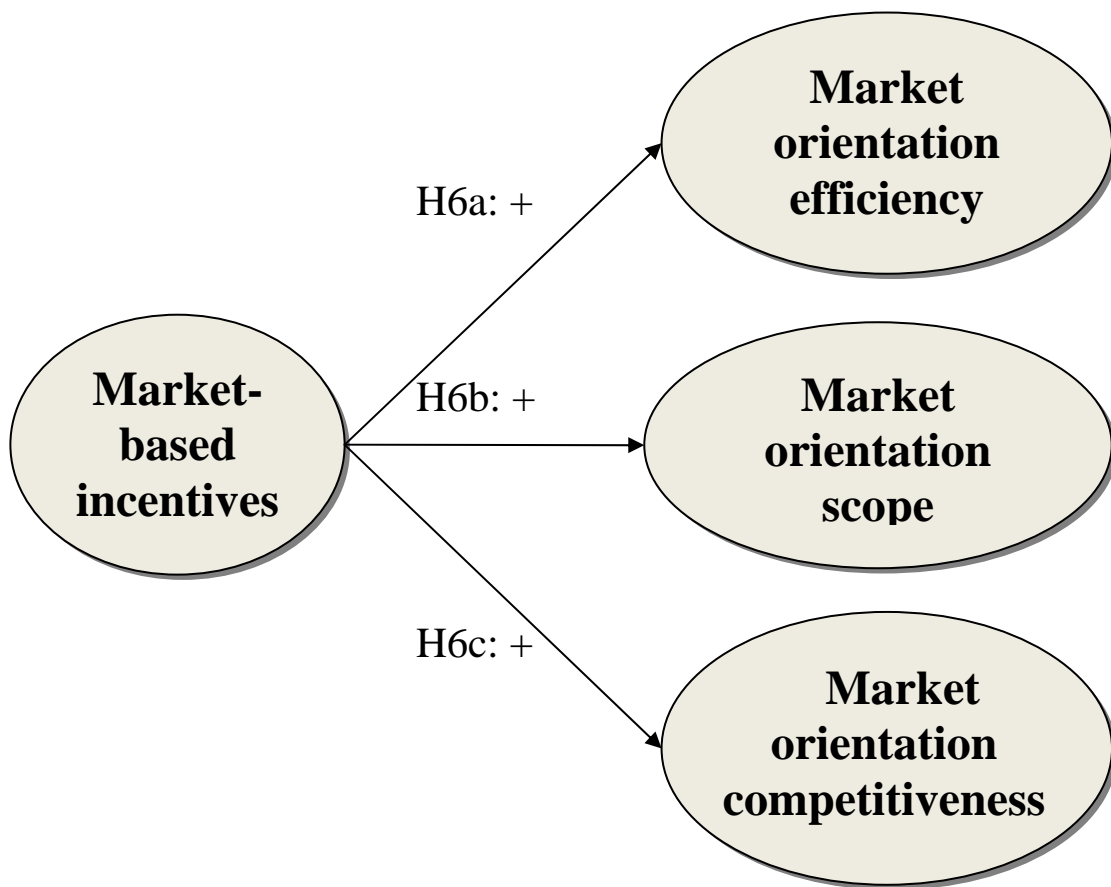 Market
orientation
efficiency
H6a: +
Market-
based
incentives
H6b: +
Market
orientation
scope
H6c: +
Market
orientation
competitiveness